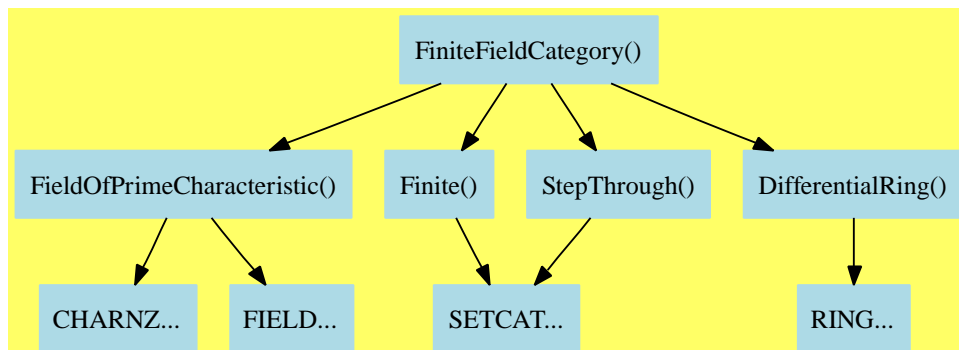 FiniteFieldCategory()
FieldOfPrimeCharacteristic()
Finite()
StepThrough()
DifferentialRing()
CHARNZ...
FIELD...
SETCAT...
RING...